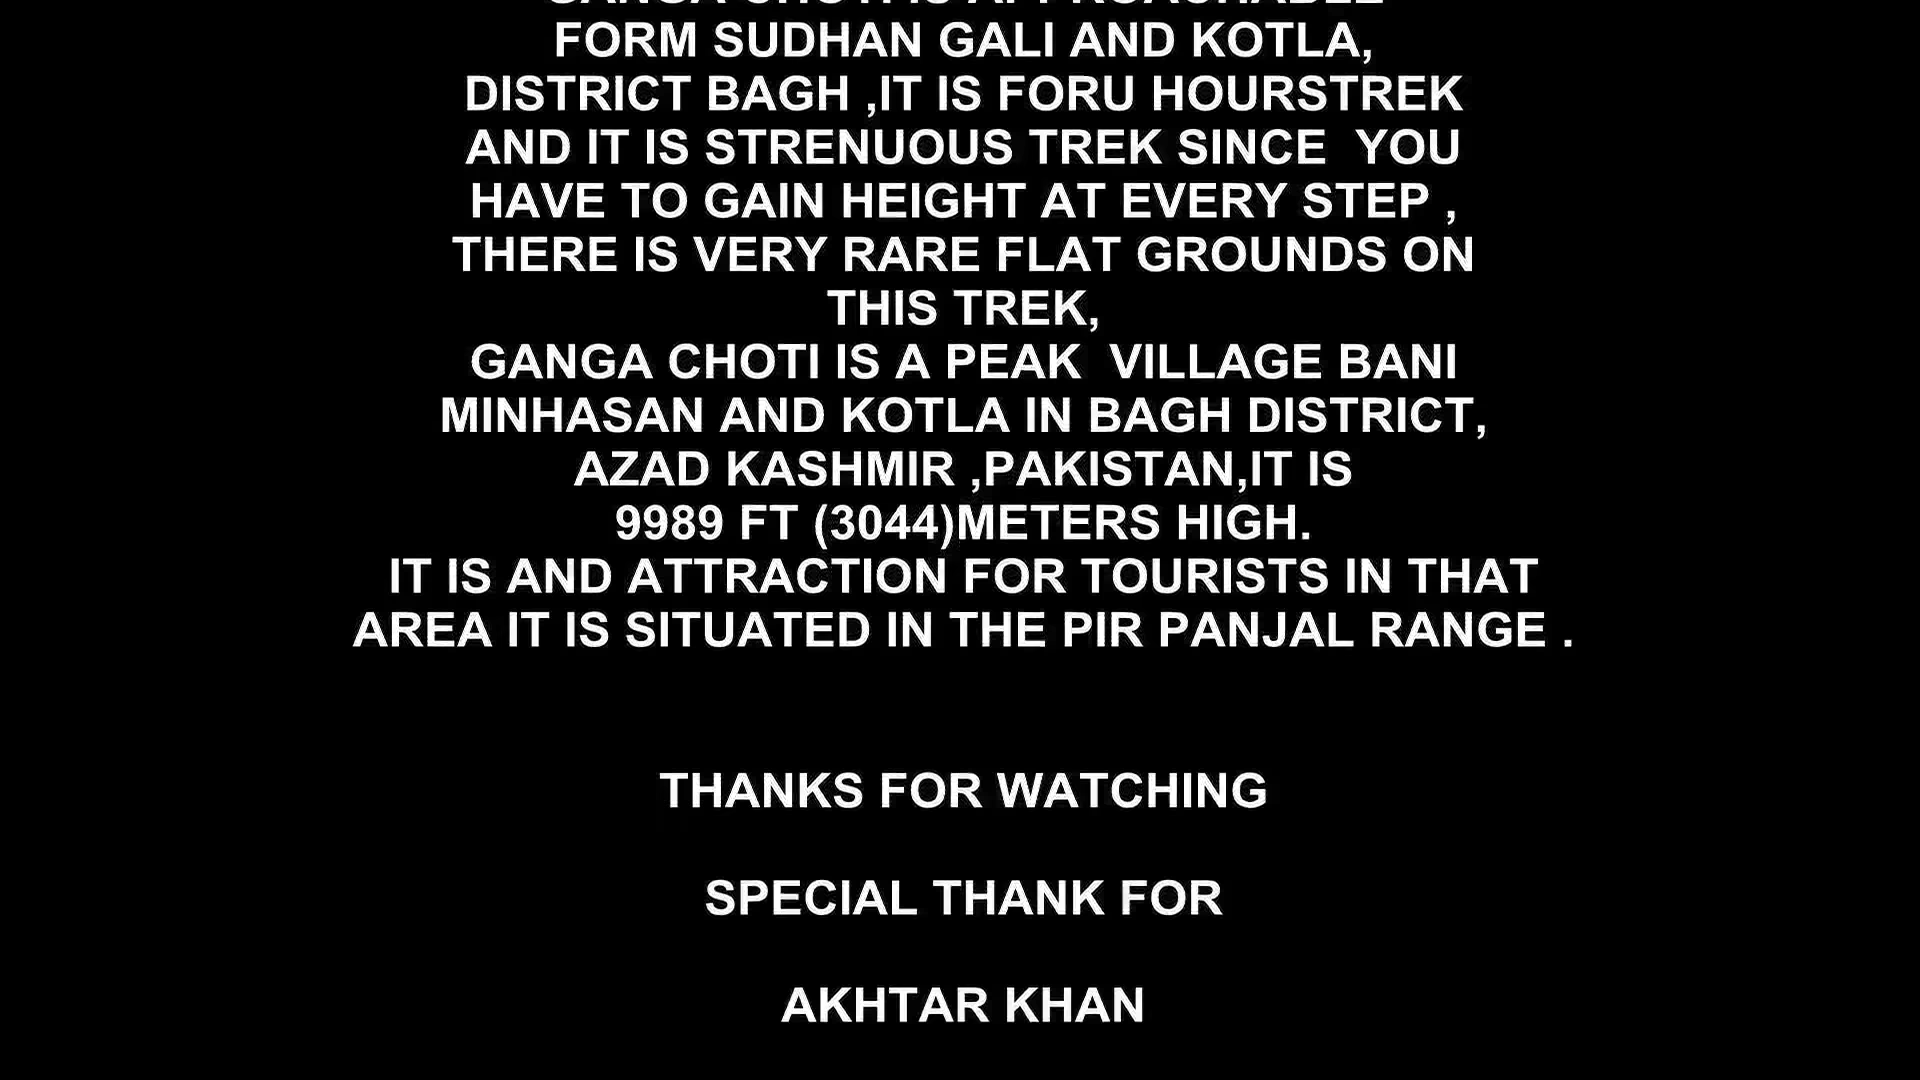 GANGA CHOTI IS APPROACHABLE
FORM SUDHAN GALI AND KOTLA,
DISTRICT BAGH ,IT IS FORU HOURSTREK
AND IT IS STRENUOUS TREK SINCE  YOU
HAVE TO GAIN HEIGHT AT EVERY STEP ,
THERE IS VERY RARE FLAT GROUNDS ON
THIS TREK,
GANGA CHOTI IS A PEAK  VILLAGE BANI
MINHASAN AND KOTLA IN BAGH DISTRICT,
AZAD KASHMIR ,PAKISTAN,IT IS
9989 FT (3044)METERS HIGH.
IT IS AND ATTRACTION FOR TOURISTS IN THAT
AREA IT IS SITUATED IN THE PIR PANJAL RANGE .
THANKS FOR WATCHING
SPECIAL THANK FOR
AKHTAR KHAN